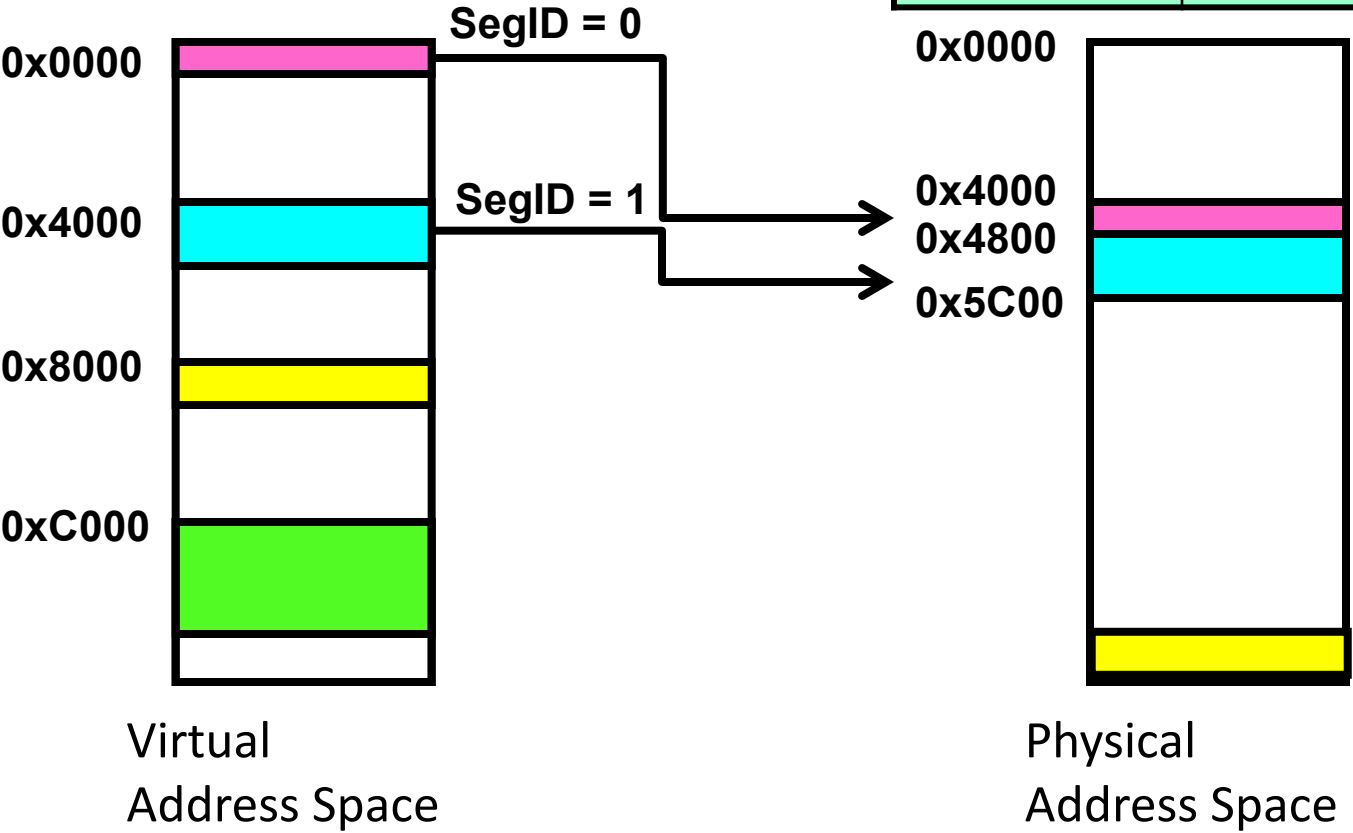 SegID = 0
0x0000
0x4000
SegID = 1
0x8000
0xC000
0x0000
0x4000
0x4800
0x5C00
Virtual
Address Space
Physical
Address Space